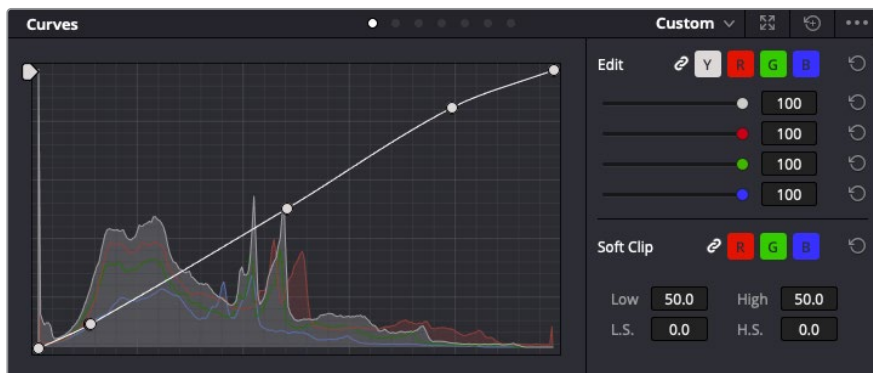 Curves
Custom
Edit Y R G B
100
100
100
100
Soft Clip R G B
Low 50.0 High 50.0
L.S. 0.0 H.S. 0.0